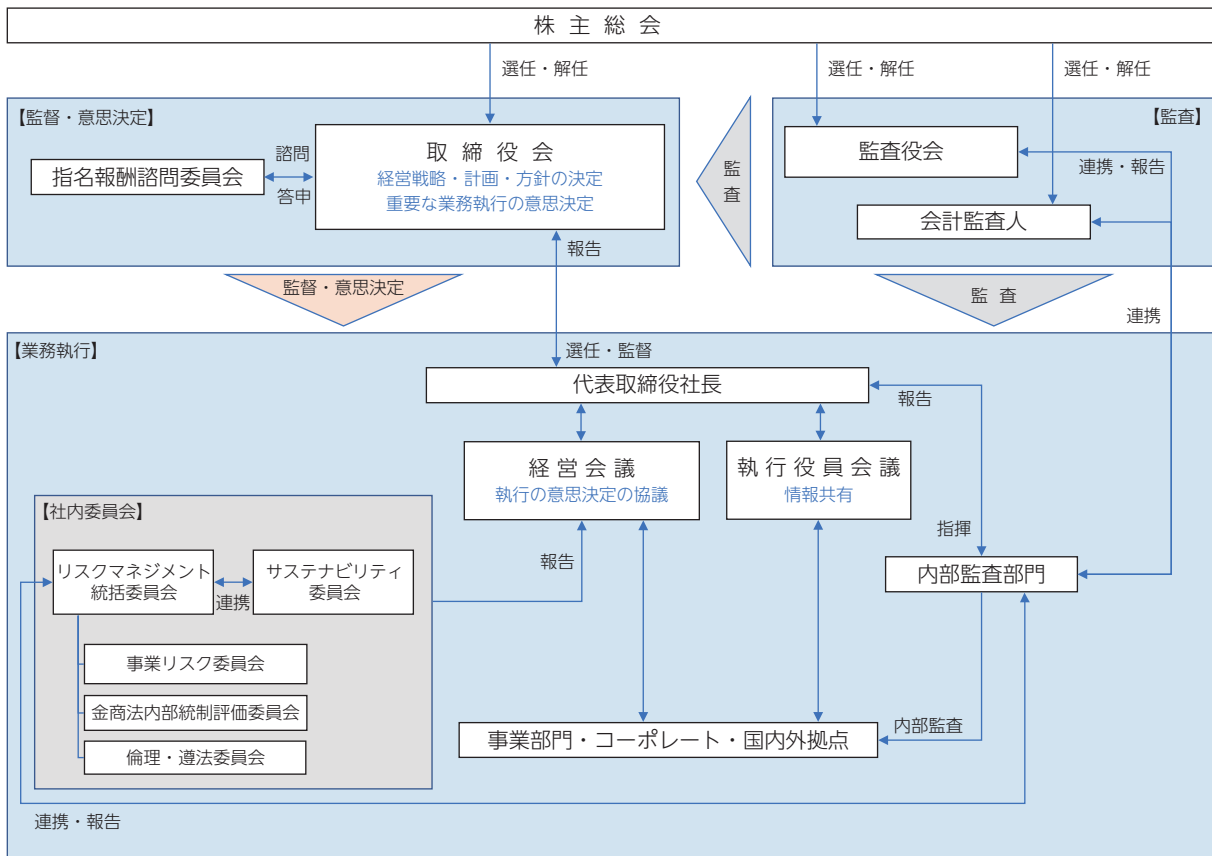 株主総会
選任・解任
選任・解任
選任・解任
【監督・意思決定】
取締役会
経営戦略・計画・方針の決定
重要な業務執行の意思決定
諮問
答申
指名報酬諮問委員会
監査
【監査】
監査役会
連携・報告
会計監査人
報告
監督・意思決定
監査
連携
【業務執行】
選任・監督
代表取締役社長
報告
経営会議
執行の意思決定の協議
執行役員会議
情報共有
指揮
内部監査部門
【社内委員会】
リスクマネジメント
統括委員会
連携
サステナビリティ
委員会
報告
事業リスク委員会
金商法内部統制評価委員会
倫理・遵法委員会
事業部門・コーポレート・国内外拠点
内部監査
連携・報告